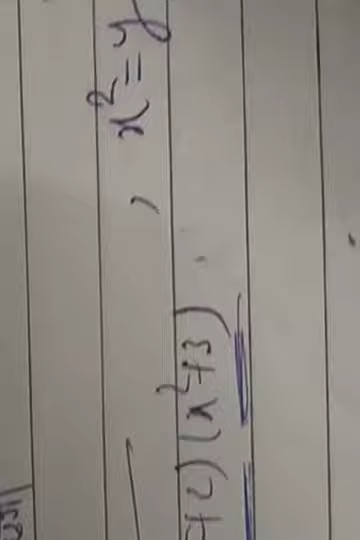 , x² = y
+2) (x²+3)